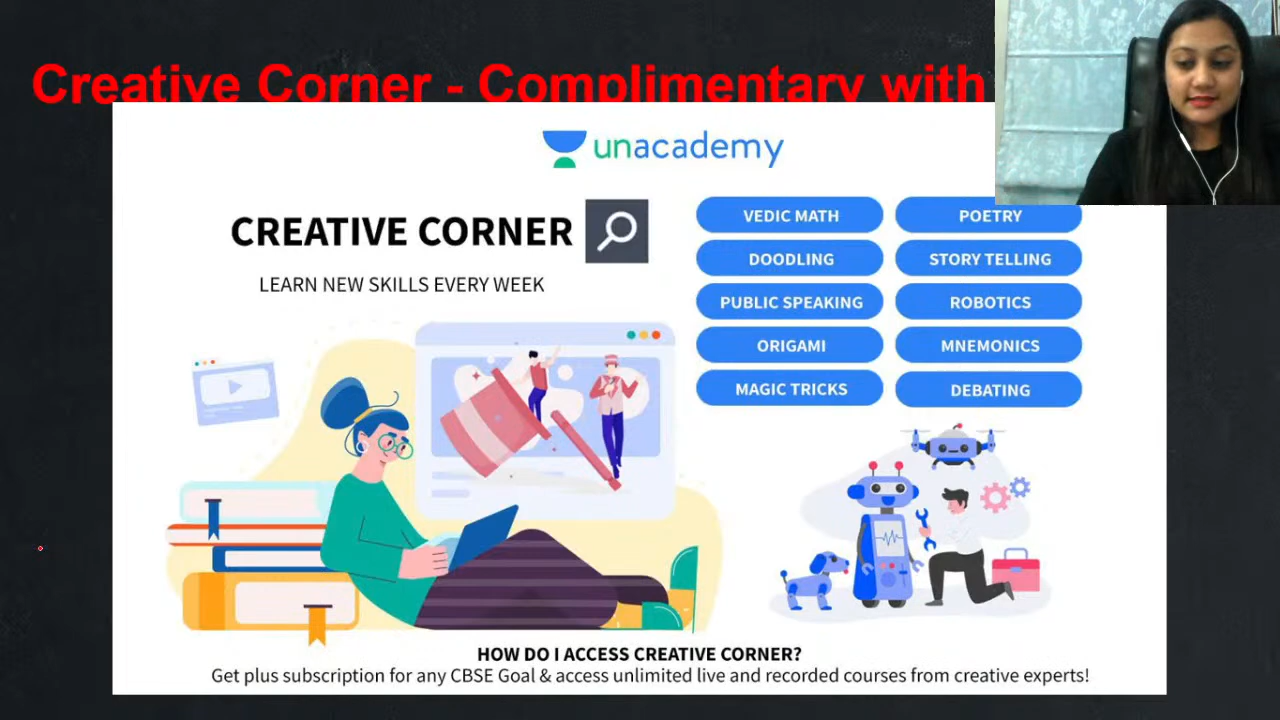 Creative Corner - Complimentary with
unacademy
CREATIVE CORNER
LEARN NEW SKILLS EVERY WEEK
VEDIC MATH
POETRY
DOODLING
STORY TELLING
PUBLIC SPEAKING
ROBOTICS
ORIGAMI
MNEMONICS
MAGIC TRICKS
DEBATING
HOW DO I ACCESS CREATIVE CORNER?
Get plus subscription for any CBSE Goal & access unlimited live and recorded courses from creative experts!